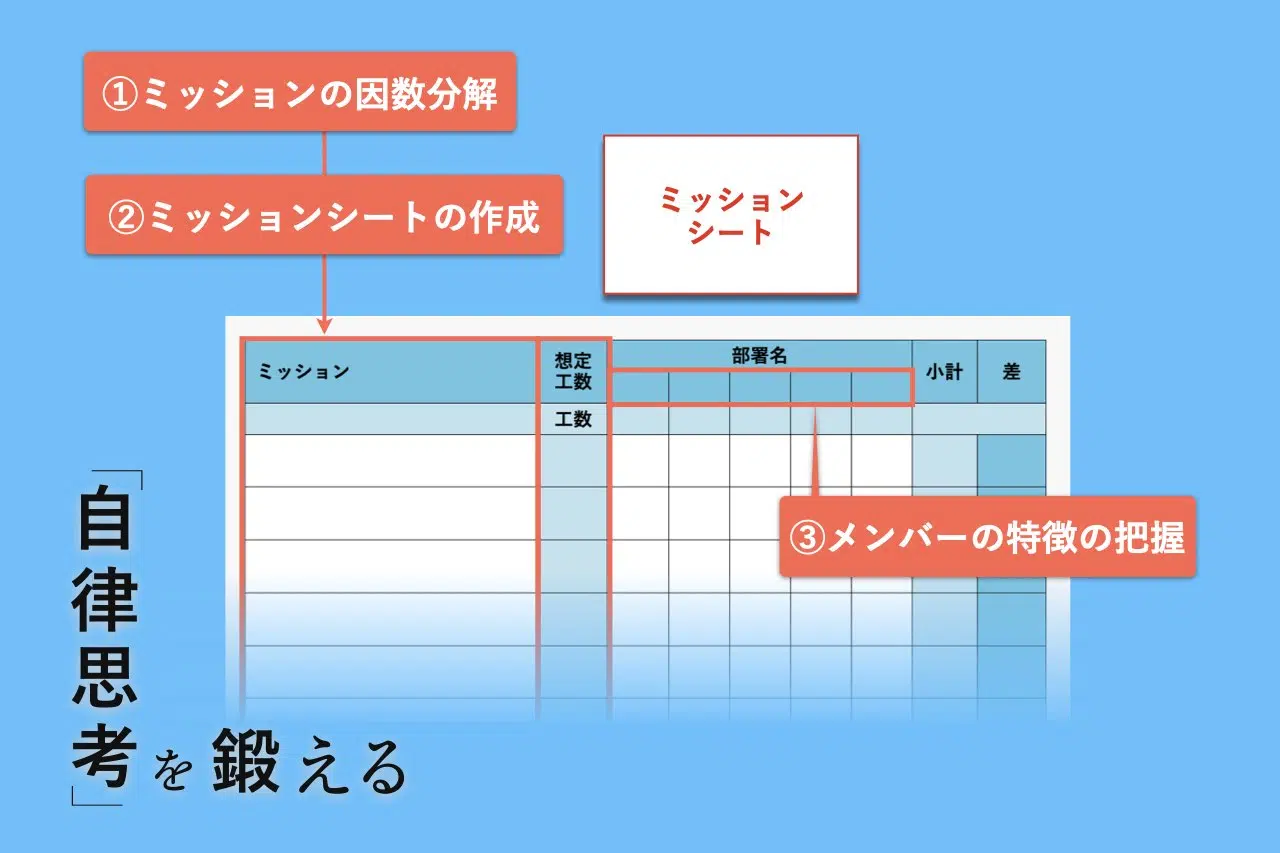 ①ミッションの因数分解
②ミッションシートの作成
ミッション
シート
ミッション
想定
工数
部署名
小計
差
工数
③メンバーの特徴の把握
「自律思考」を鍛える